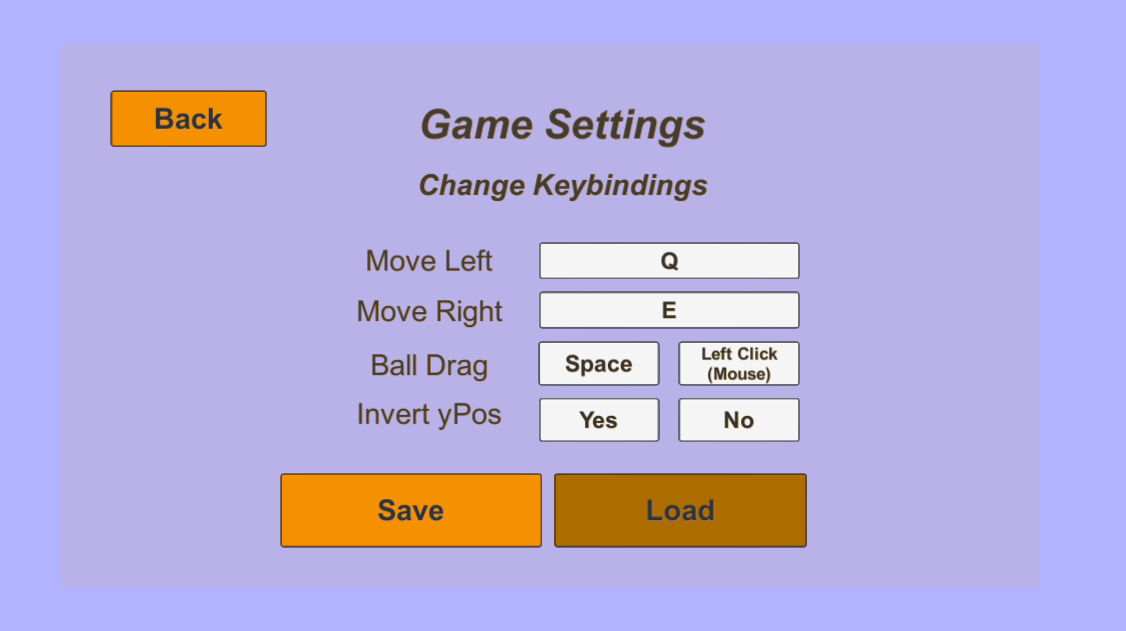 Back
Game Settings
Change Keybindings
Move Left
Q
Move Right
E
Ball Drag
Space
Left Click
(Mouse)
Invert yPos
Yes
No
Save
Load